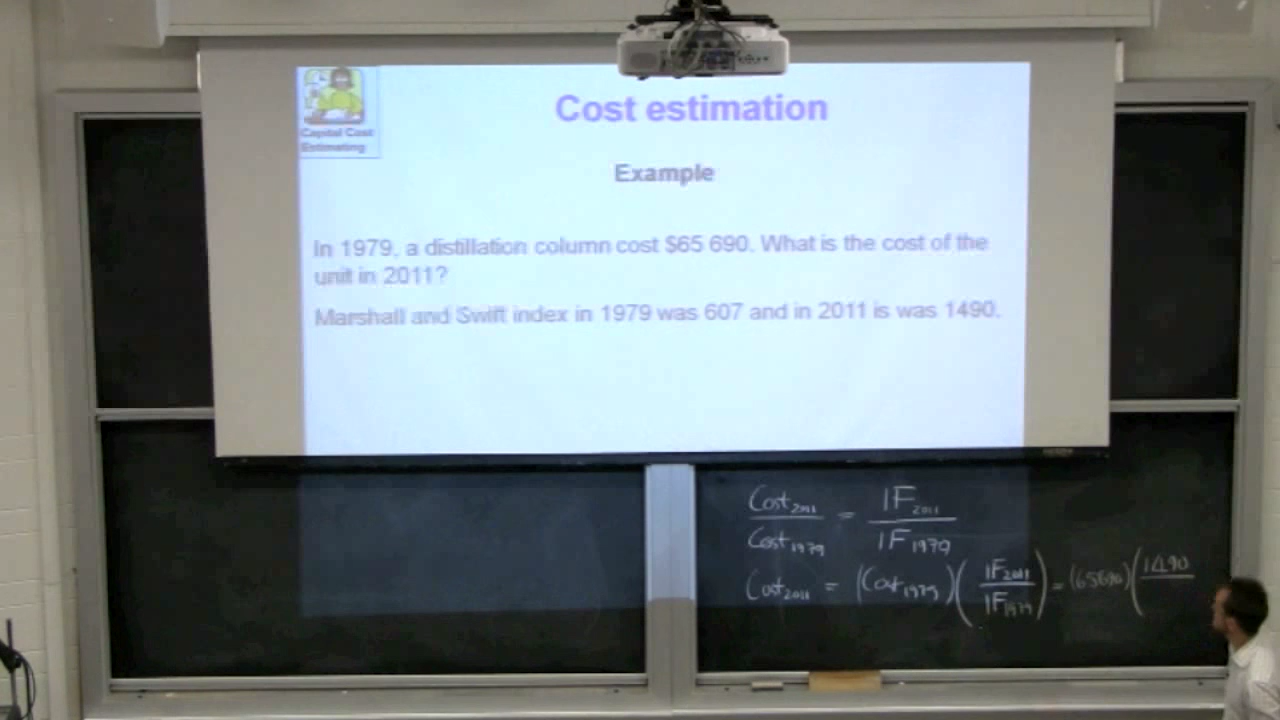 Capital Cost
Estimating
Cost estimation
Example
In 1979, a distillation column cost $65 690. What is the cost of the
unit in 2011?
Marshall and Swift index in 1979 was 607 and in 2011 is was 1490.
Cost₂₀₁₁ / Cost₁₉₇₉ = IF₂₀₁₁ / IF₁₉₇₉
Cost₂₀₁₁ = (Cost₁₉₇₉)(IF₂₀₁₁ / IF₁₉₇₉) = (65690)(1490 /